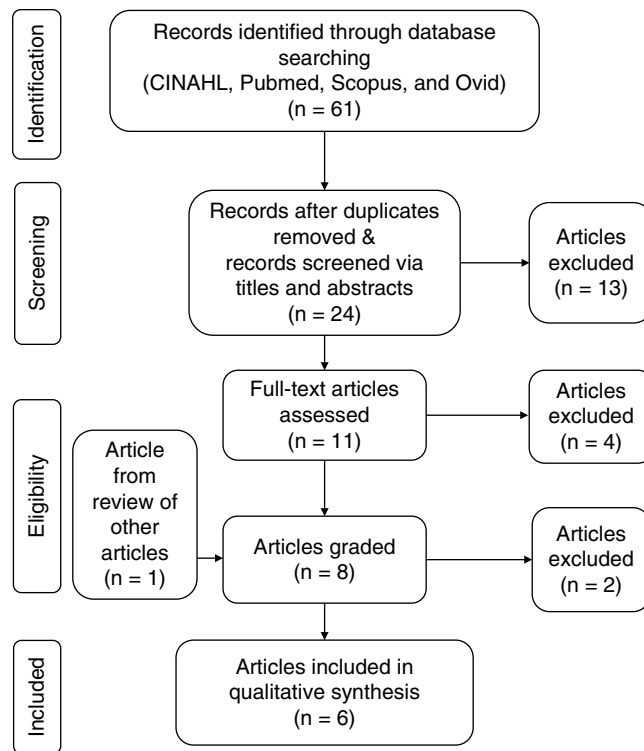 Identification
Records identified through database
searching
(CINAHL, Pubmed, Scopus, and Ovid)
(n = 61)
Screening
Records after duplicates
removed &
records screened via
titles and abstracts
(n = 24)
Articles
excluded
(n = 13)
Eligibility
Full-text articles
assessed
(n = 11)
Articles
excluded
(n = 4)
Article
from
review of
other
articles
(n = 1)
Articles graded
(n = 8)
Articles
excluded
(n = 2)
Included
Articles included in
qualitative synthesis
(n = 6)